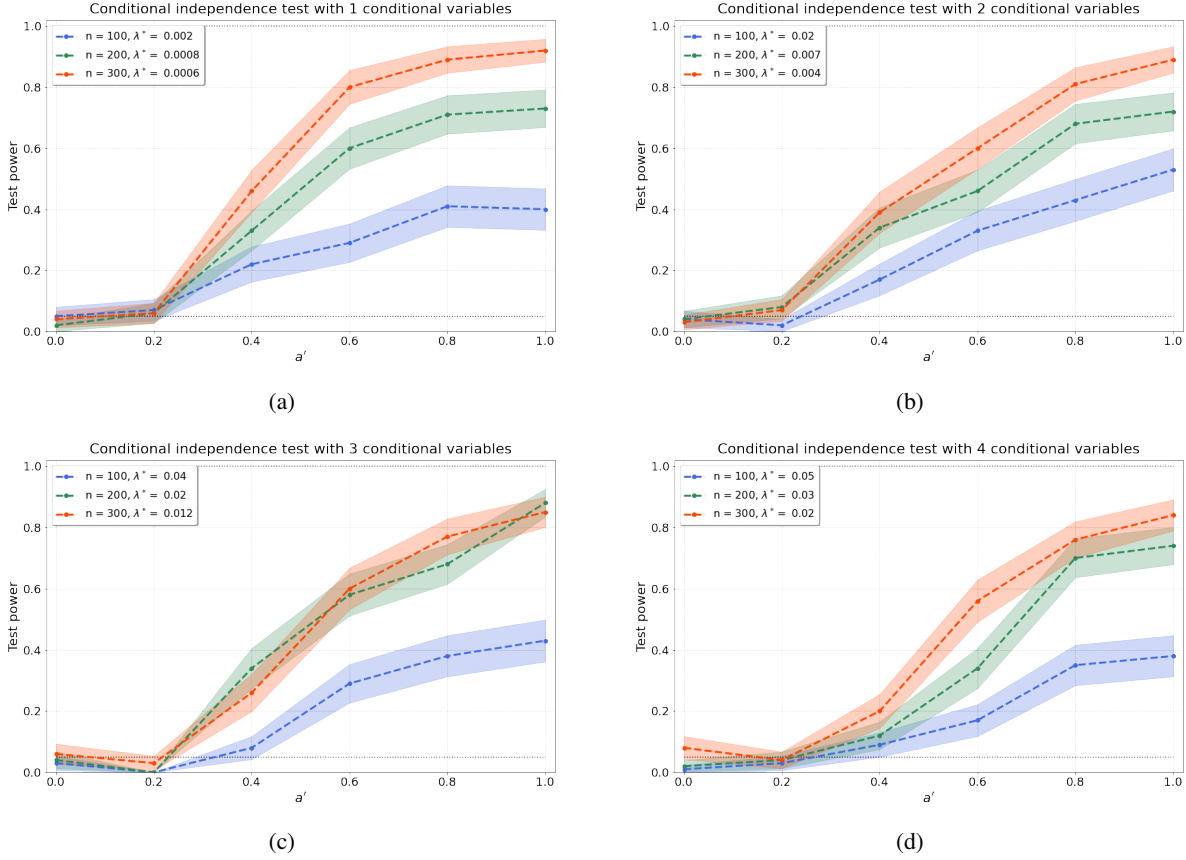 Conditional independence test with 1 conditional variables
1.0
0.8
0.6
0.4
0.2
0.0
Test power
n = 100, λ* = 0.002
n = 200, λ* = 0.0008
n = 300, λ* = 0.0006
0.0 0.2 0.4 0.6 0.8 1.0
a′
(a)
Conditional independence test with 2 conditional variables
1.0
0.8
0.6
0.4
0.2
0.0
Test power
n = 100, λ* = 0.02
n = 200, λ* = 0.007
n = 300, λ* = 0.004
0.0 0.2 0.4 0.6 0.8 1.0
a′
(b)
Conditional independence test with 3 conditional variables
1.0
0.8
0.6
0.4
0.2
0.0
Test power
n = 100, λ* = 0.04
n = 200, λ* = 0.02
n = 300, λ* = 0.012
0.0 0.2 0.4 0.6 0.8 1.0
a′
(c)
Conditional independence test with 4 conditional variables
1.0
0.8
0.6
0.4
0.2
0.0
Test power
n = 100, λ* = 0.05
n = 200, λ* = 0.03
n = 300, λ* = 0.02
0.0 0.2 0.4 0.6 0.8 1.0
a′
(d)